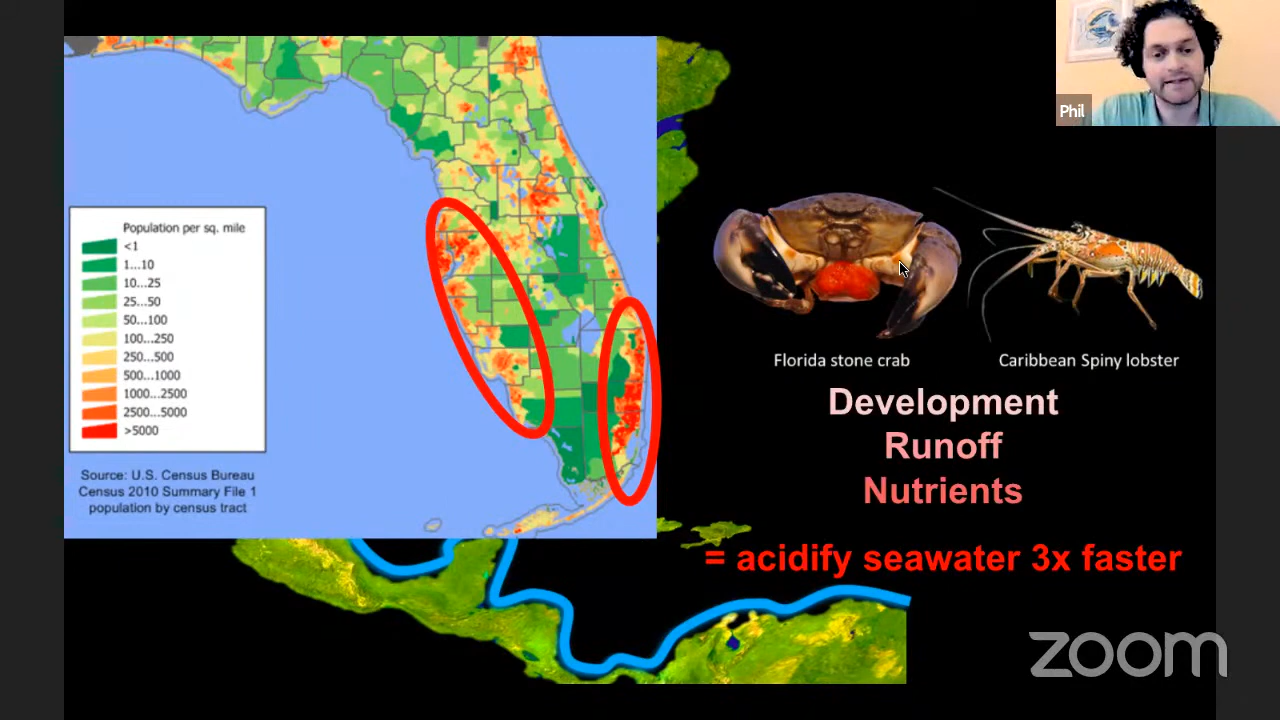 Phil
Population per sq. mile
<1
1...10
10...25
25...50
50...100
100...250
250...500
500...1000
1000...2500
2500...5000
>5000
Source: U.S. Census Bureau
Census 2010 Summary File 1
population by census tract
Florida stone crab
Caribbean Spiny lobster
Development
Runoff
Nutrients
= acidify seawater 3x faster
zoom